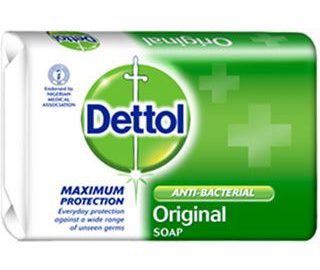 Original
Endorsed by
NIGERIAN
MEDICAL
ASSOCIATION
Dettol
MAXIMUM
PROTECTION
Everyday protection
against a wide range
of unseen germs
ANTI-BACTERIAL
Original
SOAP